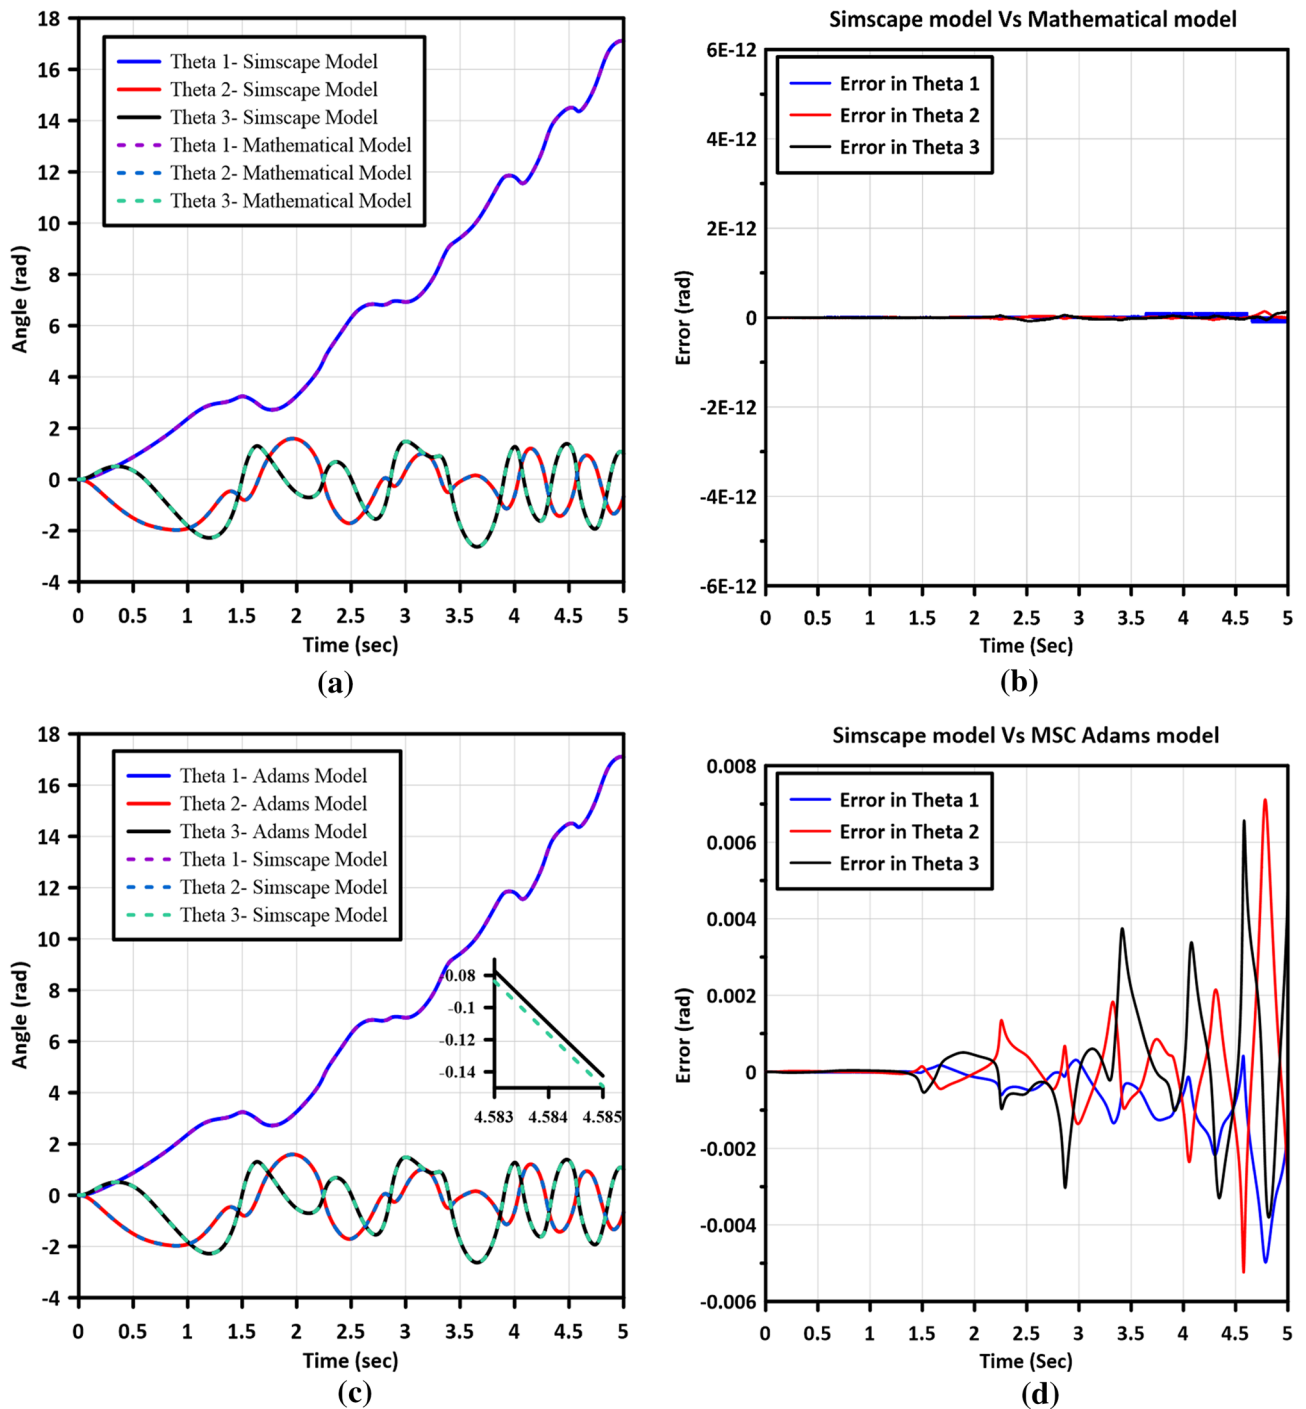 18
16
14
12
10
8
6
4
2
0
-2
-4
Angle (rad)
Theta 1- Simscape Model
Theta 2- Simscape Model
Theta 3- Simscape Model
Theta 1- Mathematical Model
Theta 2- Mathematical Model
Theta 3- Mathematical Model
0 0.5 1 1.5 2 2.5 3 3.5 4 4.5 5
Time (sec)
(a)
Simscape model Vs Mathematical model
6E-12
4E-12
2E-12
0
-2E-12
-4E-12
-6E-12
Error (rad)
Error in Theta 1
Error in Theta 2
Error in Theta 3
0 0.5 1 1.5 2 2.5 3 3.5 4 4.5 5
Time (Sec)
(b)
18
16
14
12
10
8
6
4
2
0
-2
-4
Angle (rad)
Theta 1- Adams Model
Theta 2- Adams Model
Theta 3- Adams Model
Theta 1- Simscape Model
Theta 2- Simscape Model
Theta 3- Simscape Model
-0.08
-0.1
-0.12
-0.14
4.583 4.584 4.585
0 0.5 1 1.5 2 2.5 3 3.5 4 4.5 5
Time (sec)
(c)
Simscape model Vs MSC Adams model
0.008
0.006
0.004
0.002
0
-0.002
-0.004
-0.006
Error (rad)
Error in Theta 1
Error in Theta 2
Error in Theta 3
0 0.5 1 1.5 2 2.5 3 3.5 4 4.5 5
Time (Sec)
(d)